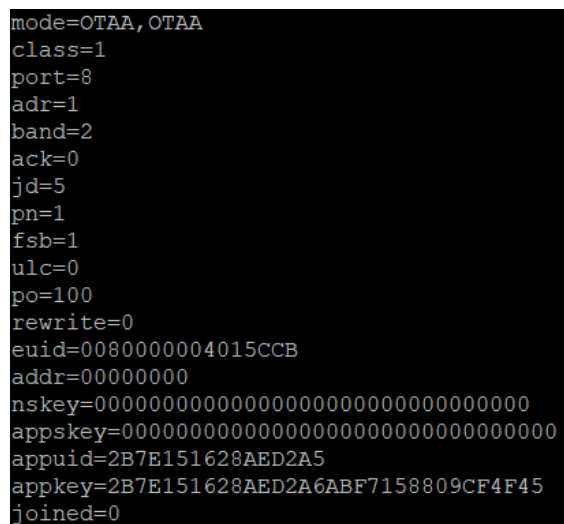 mode=OTAA,OTAA
class=1
port=8
adr=1
band=2
ack=0
jd=5
pn=1
fsb=1
ulc=0
po=100
rewrite=0
euid=0080000004015CCB
addr=00000000
nskey=00000000000000000000000000000000
appskey=00000000000000000000000000000000
appuid=2B7E151628AED2A5
appkey=2B7E151628AED2A6ABF7158809CF4F45
joined=0